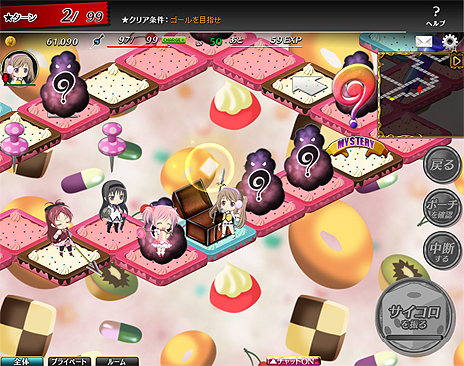 ★シーン 2/ 99
★クリア条件：ゴールを目指せ
?
ヘルプ
61,090
97/ 99
50
あと 59 EXP
?
?
?
?
MYSTERY
戻る
ポーチを確認
中断する
サイコロを振る
全体
プライベート
ルーム
▲チャットON